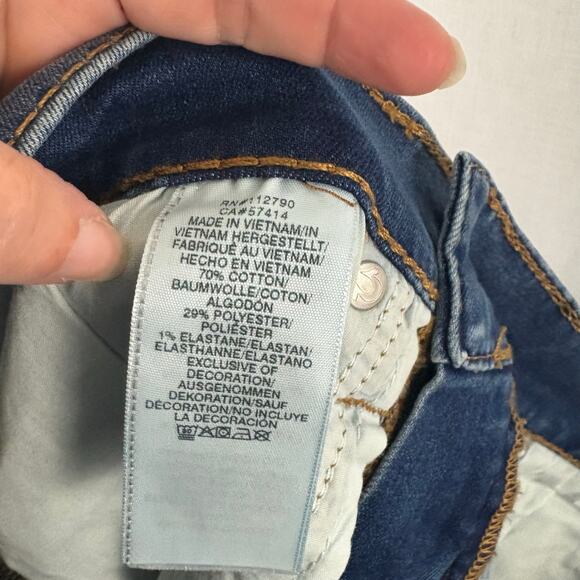 RN#112790
CA#57414
MADE IN VIETNAM/IN
VIETNAM HERGESTELLT/
FABRIQUÉ AU VIETNAM/
HECHO EN VIETNAM
70% COTTON/
BAUMWOLLE/COTON/
ALGODÓN
29% POLYESTER/
POLIÉSTER
1% ELASTANE/ELASTAN/
ELASTHANNE/ELASTANO
EXCLUSIVE OF
DECORATION/
AUSGENOMMEN
DEKORATION/SAUF
DÉCORATION/NO INCLUYE
LA DECORACIÓN